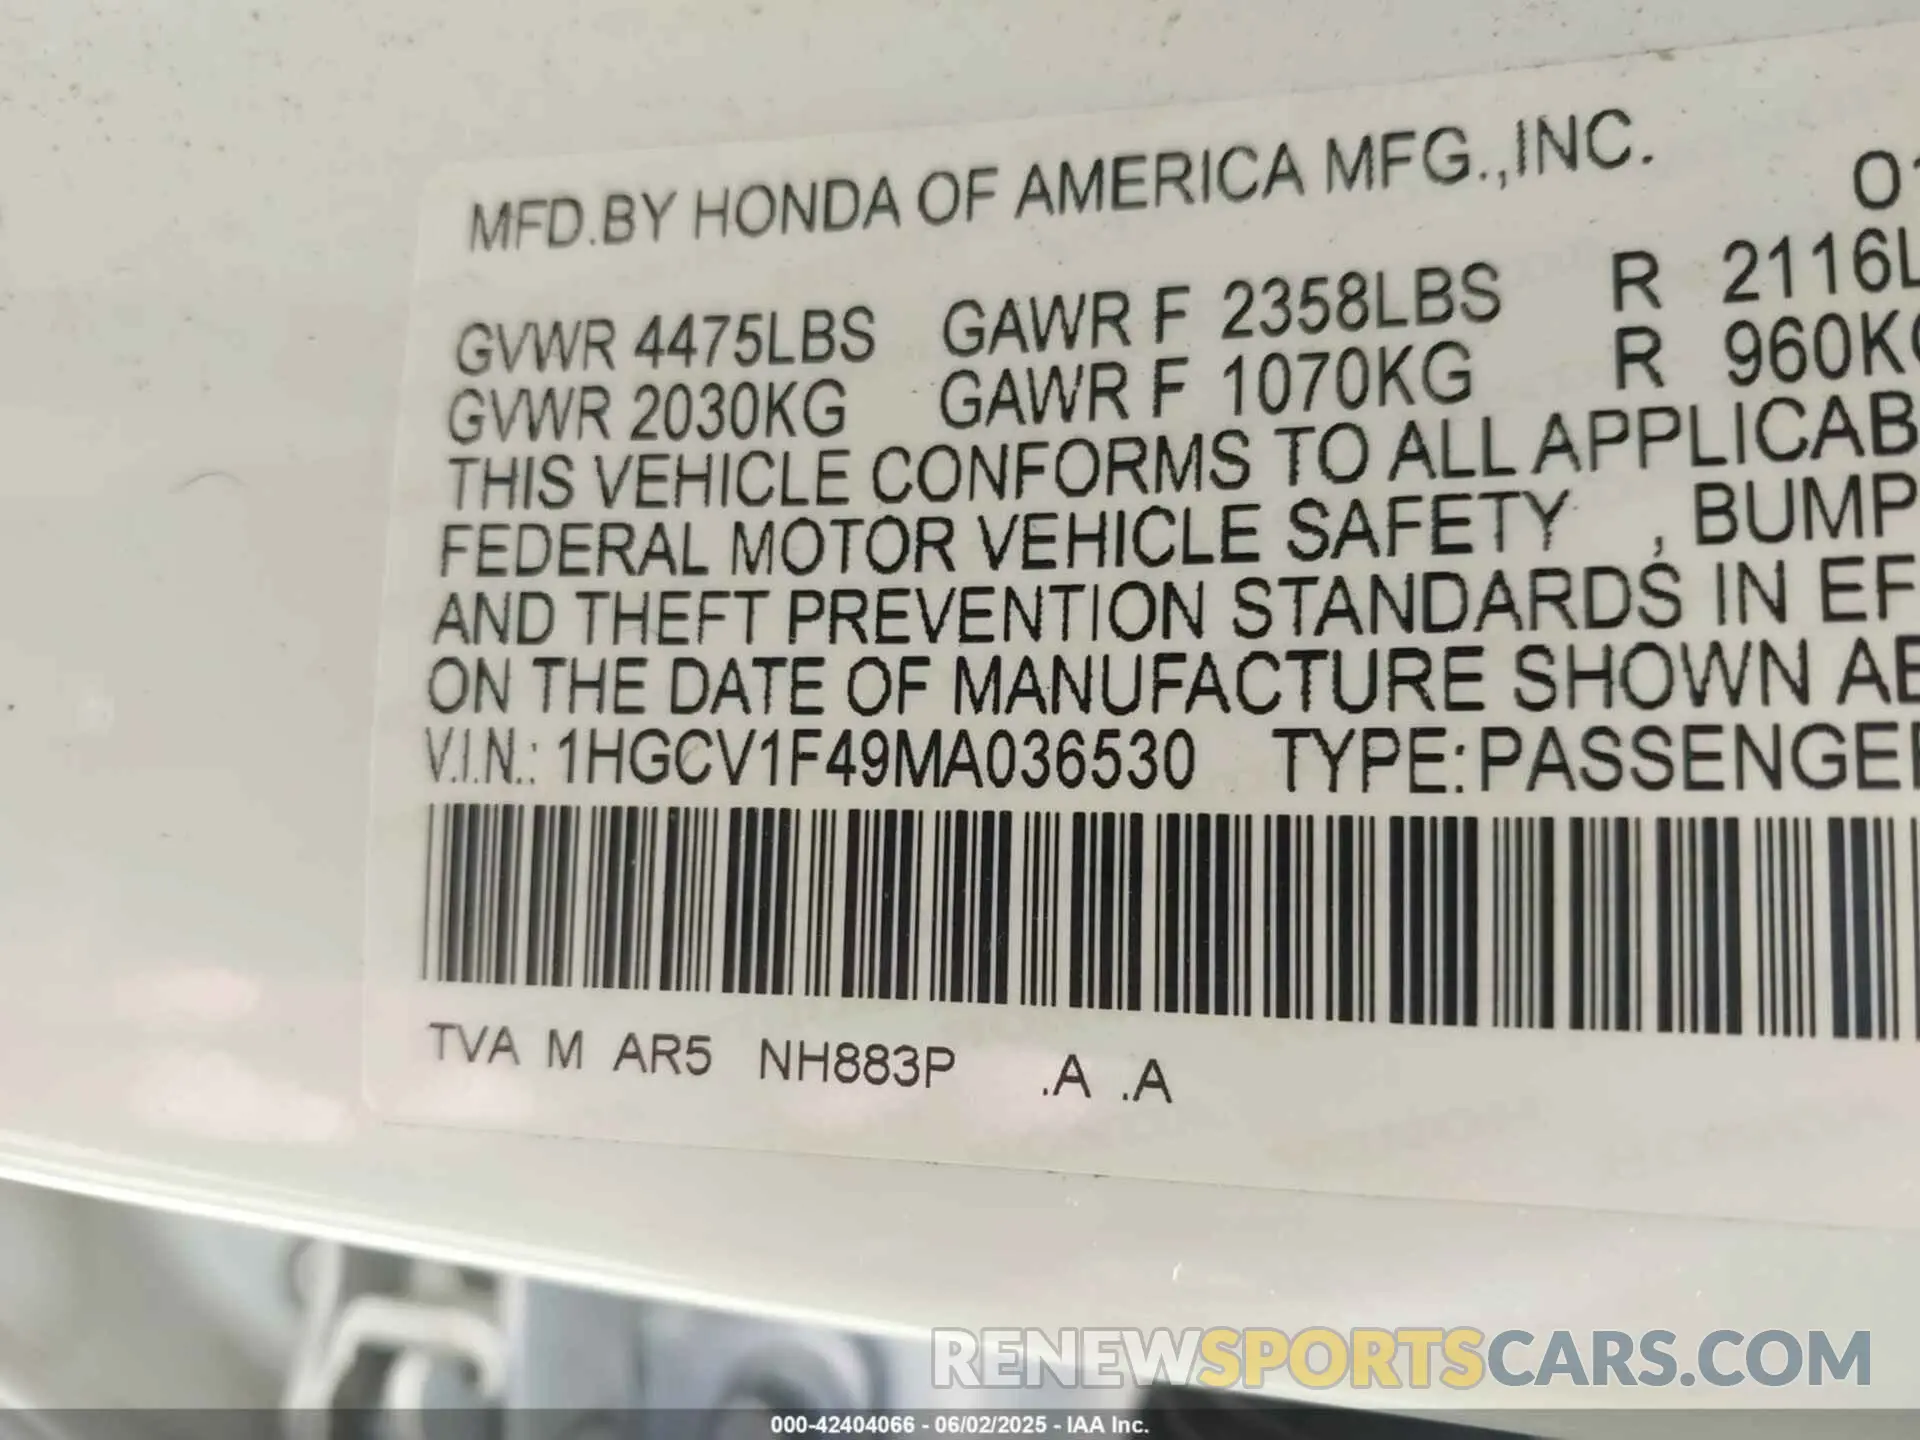 MFD.BY HONDA OF AMERICA MFG.,INC.
GVWR 4475LBS GAWR F 2358LBS R 2116L
GVWR 2030KG GAWR F 1070KG R 960KG
THIS VEHICLE CONFORMS TO ALL APPLICAB
FEDERAL MOTOR VEHICLE SAFETY , BUMP
AND THEFT PREVENTION STANDARDS IN EF
ON THE DATE OF MANUFACTURE SHOWN AB
V.I.N.: 1HGCV1F49MA036530 TYPE:PASSENGER
TVA M AR5 NH883P .A .A
RENEWSPORTSCARS.COM
000-42404066 - 06/02/2025 - IAA Inc.